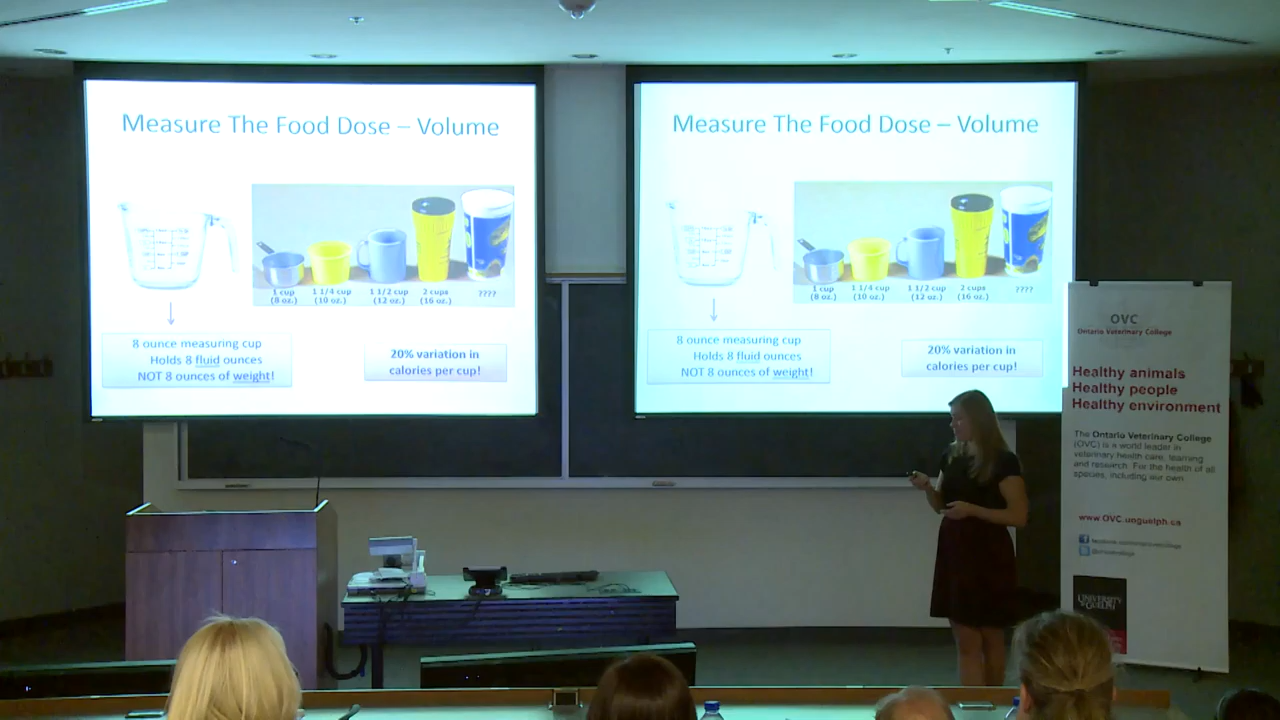 Measure The Food Dose – Volume
1 cup
(8 oz.)
1 1/4 cup
(10 oz.)
1 1/2 cup
(12 oz.)
2 cups
(16 oz.)
????
8 ounce measuring cup
Holds 8 fluid ounces
NOT 8 ounces of weight!
20% variation in
calories per cup!
Measure The Food Dose – Volume
1 cup
(8 oz.)
1 1/4 cup
(10 oz.)
1 1/2 cup
(12 oz.)
2 cups
(16 oz.)
????
8 ounce measuring cup
Holds 8 fluid ounces
NOT 8 ounces of weight!
20% variation in
calories per cup!
OVC
Ontario Veterinary College
Healthy animals
Healthy people
Healthy environment
The Ontario Veterinary College
(OVC) is a world leader in
veterinary health care, learning
and research. For the health of all
species, including our own.
www.OVC.uoguelph.ca
UNIVERSITY
OF GUELPH